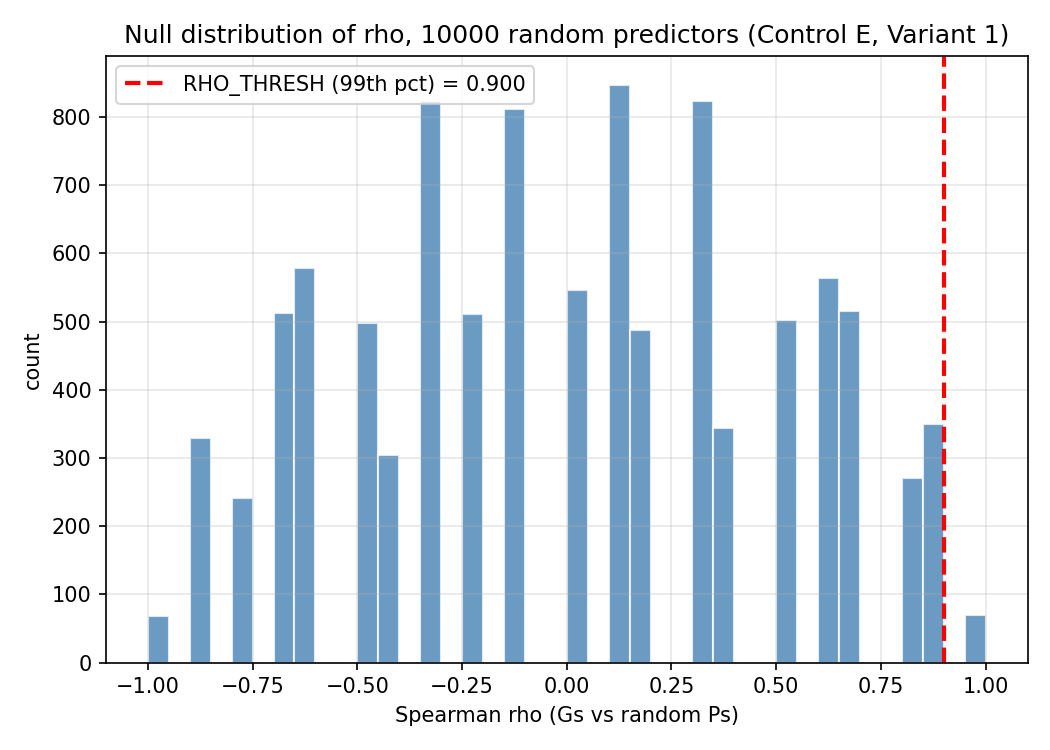 Null distribution of rho, 10000 random predictors (Control E, Variant 1)
RHO_THRESH (99th pct) = 0.900
800
700
600
500
400
300
200
100
0
count
−1.00 −0.75 −0.50 −0.25 0.00 0.25 0.50 0.75 1.00
Spearman rho (Gs vs random Ps)